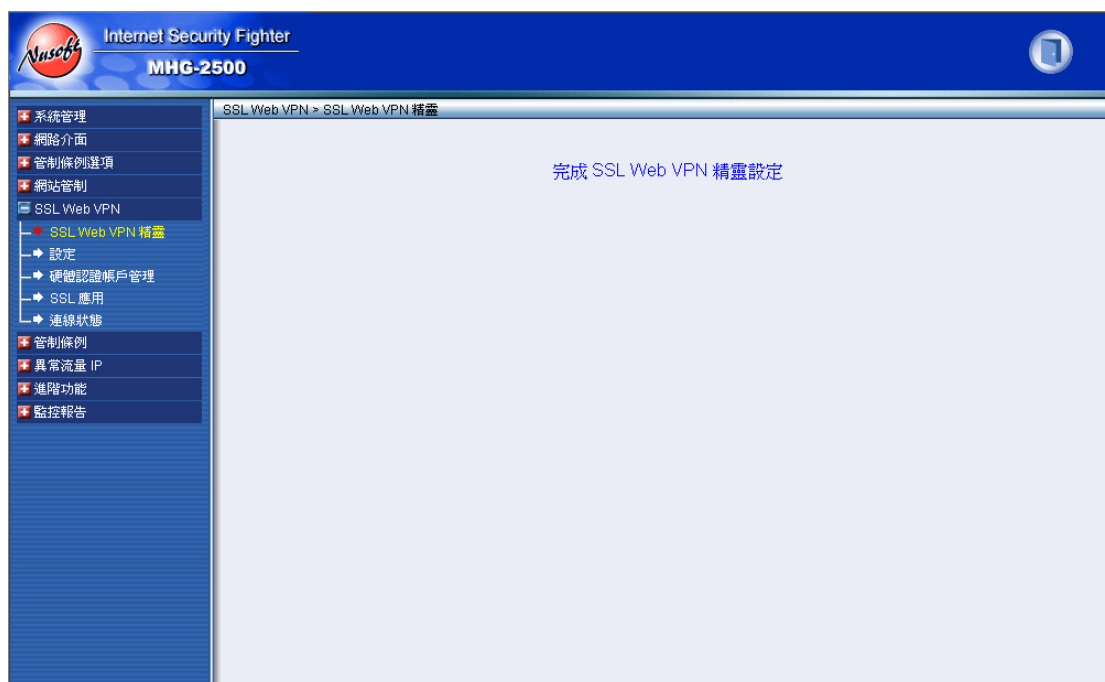 Nusoft
Internet Security Fighter
MHG-2500
SSL Web VPN > SSL Web VPN 精靈
系統管理
網路介面
管制條例選項
網站管制
SSL Web VPN
SSL Web VPN 精靈
設定
硬體認證帳戶管理
SSL 應用
連線狀態
管制條例
異常流量 IP
進階功能
監控報告
完成 SSL Web VPN 精靈設定